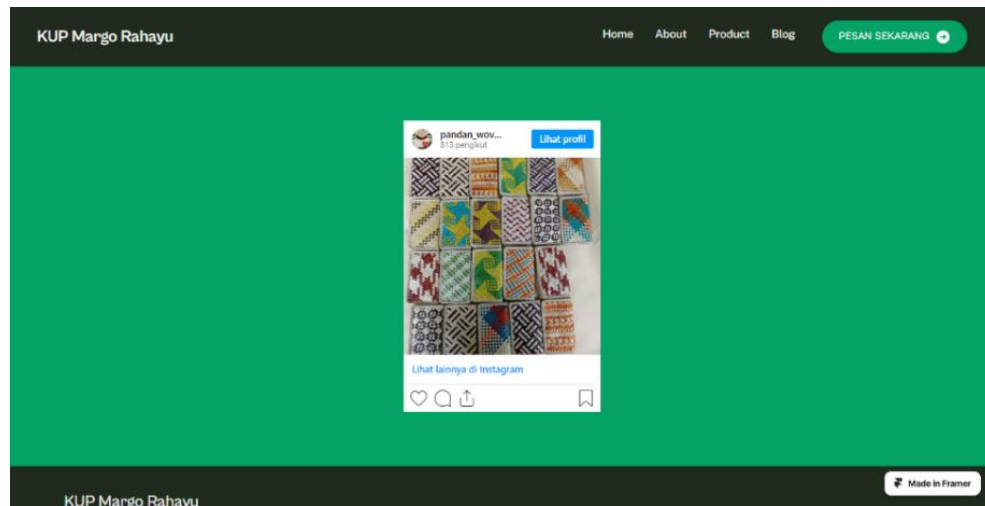 KUP Margo Rahayu
Home About Product Blog PESAN SEKARANG
pandan_wov...
813 pengikut
Lihat profil
Lihat lainnya di Instagram
KUP Margo Rahayu
Made in Framer